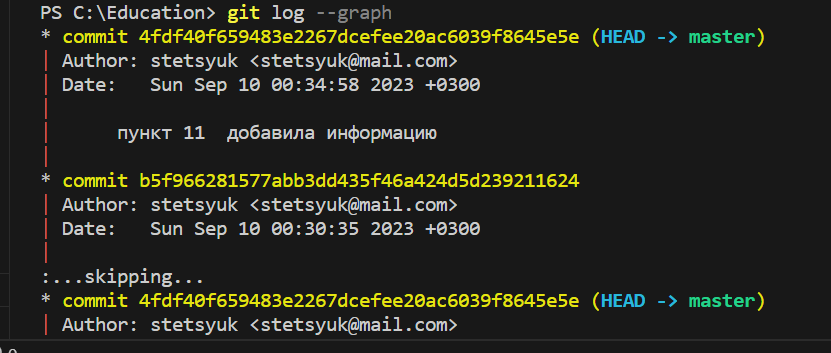 PS C:\Education> git log --graph
* commit 4fdf40f659483e2267dcefee20ac6039f8645e5e (HEAD -> master)
| Author: stetsyuk <stetsyuk@mail.com>
| Date:   Sun Sep 10 00:34:58 2023 +0300
|
|     пункт 11  добавила информацию
|
* commit b5f966281577abb3dd435f46a424d5d239211624
| Author: stetsyuk <stetsyuk@mail.com>
| Date:   Sun Sep 10 00:30:35 2023 +0300
|
:...skipping...
* commit 4fdf40f659483e2267dcefee20ac6039f8645e5e (HEAD -> master)
| Author: stetsyuk <stetsyuk@mail.com>